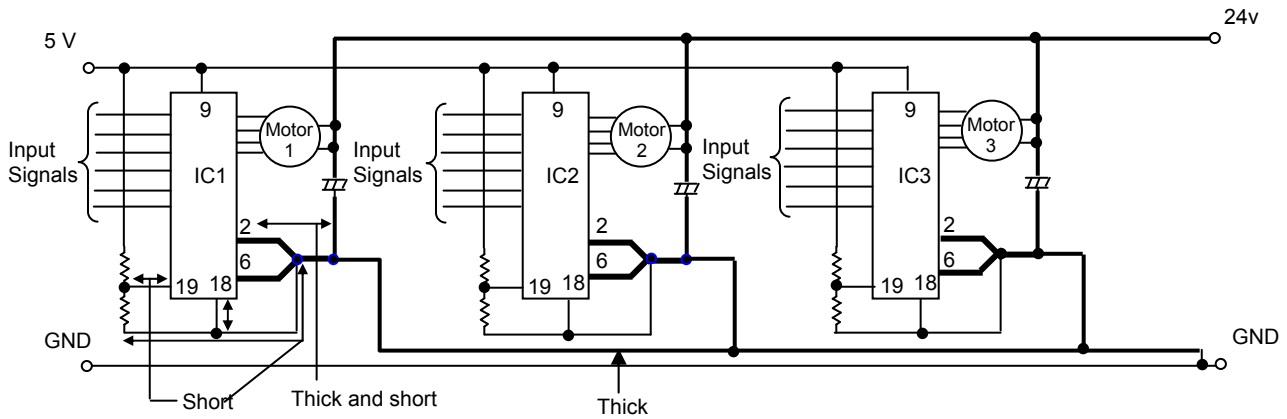 24v
5 V
9
9
9
Motor
1
Motor
2
Motor
3
Input
Signals
Input
Signals
Input
Signals
IC1
IC2
IC3
2
2
2
6
6
6
19 18
19 18
19 18
GND
GND
Short
Thick and short
Thick